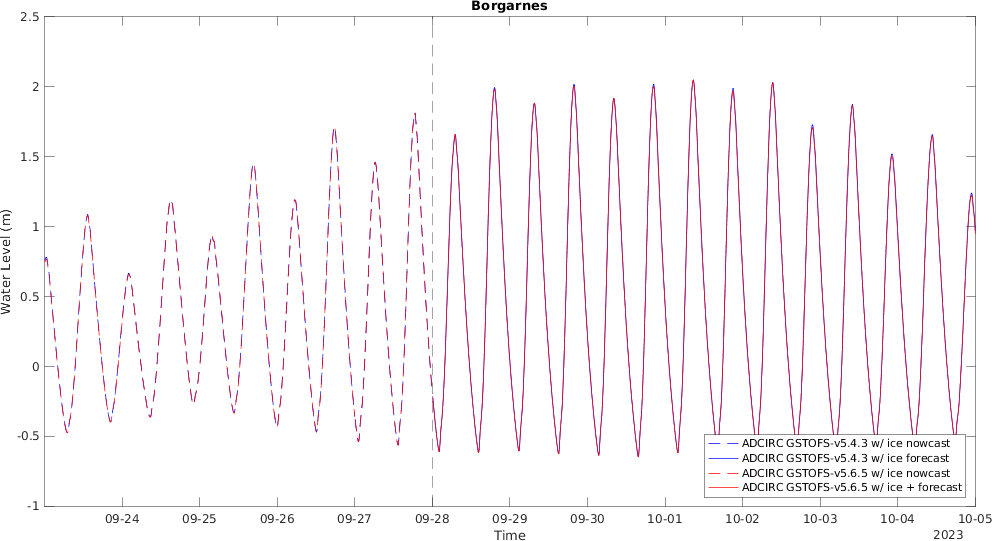 Borgarnes
2.5
2
1.5
1
0.5
0
-0.5
-1
Water Level (m)
ADCIRC GSTOFS-v5.4.3 w/ ice nowcast
ADCIRC GSTOFS-v5.4.3 w/ ice forecast
ADCIRC GSTOFS-v5.6.5 w/ ice nowcast
ADCIRC GSTOFS-v5.6.5 w/ ice + forecast
09-24 09-25 09-26 09-27 09-28 09-29 09-30 10-01 10-02 10-03 10-04 10-05
Time
2023